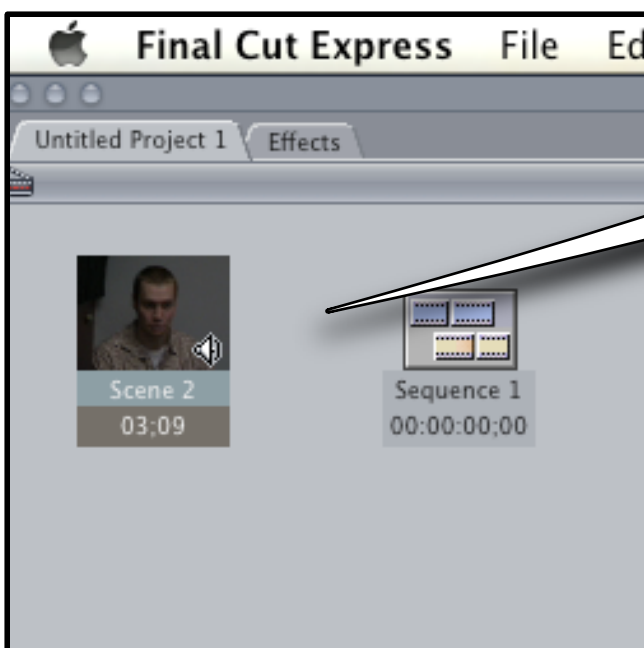 Final Cut Express File Ed
Untitled Project 1 Effects
Scene 2 Sequence 1
03;09 00:00:00;00